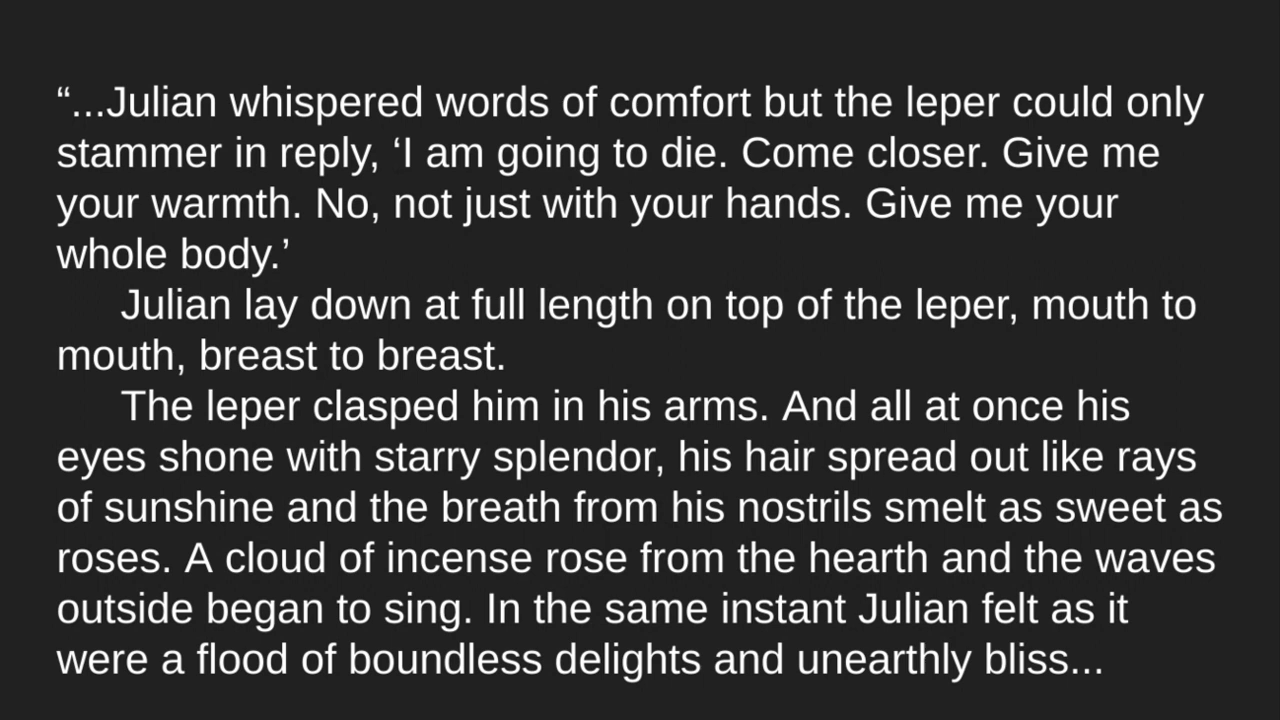 “...Julian whispered words of comfort but the leper could only
stammer in reply, ‘I am going to die. Come closer. Give me
your warmth. No, not just with your hands. Give me your
whole body.’
Julian lay down at full length on top of the leper, mouth to
mouth, breast to breast.
The leper clasped him in his arms. And all at once his
eyes shone with starry splendor, his hair spread out like rays
of sunshine and the breath from his nostrils smelt as sweet as
roses. A cloud of incense rose from the hearth and the waves
outside began to sing. In the same instant Julian felt as it
were a flood of boundless delights and unearthly bliss...